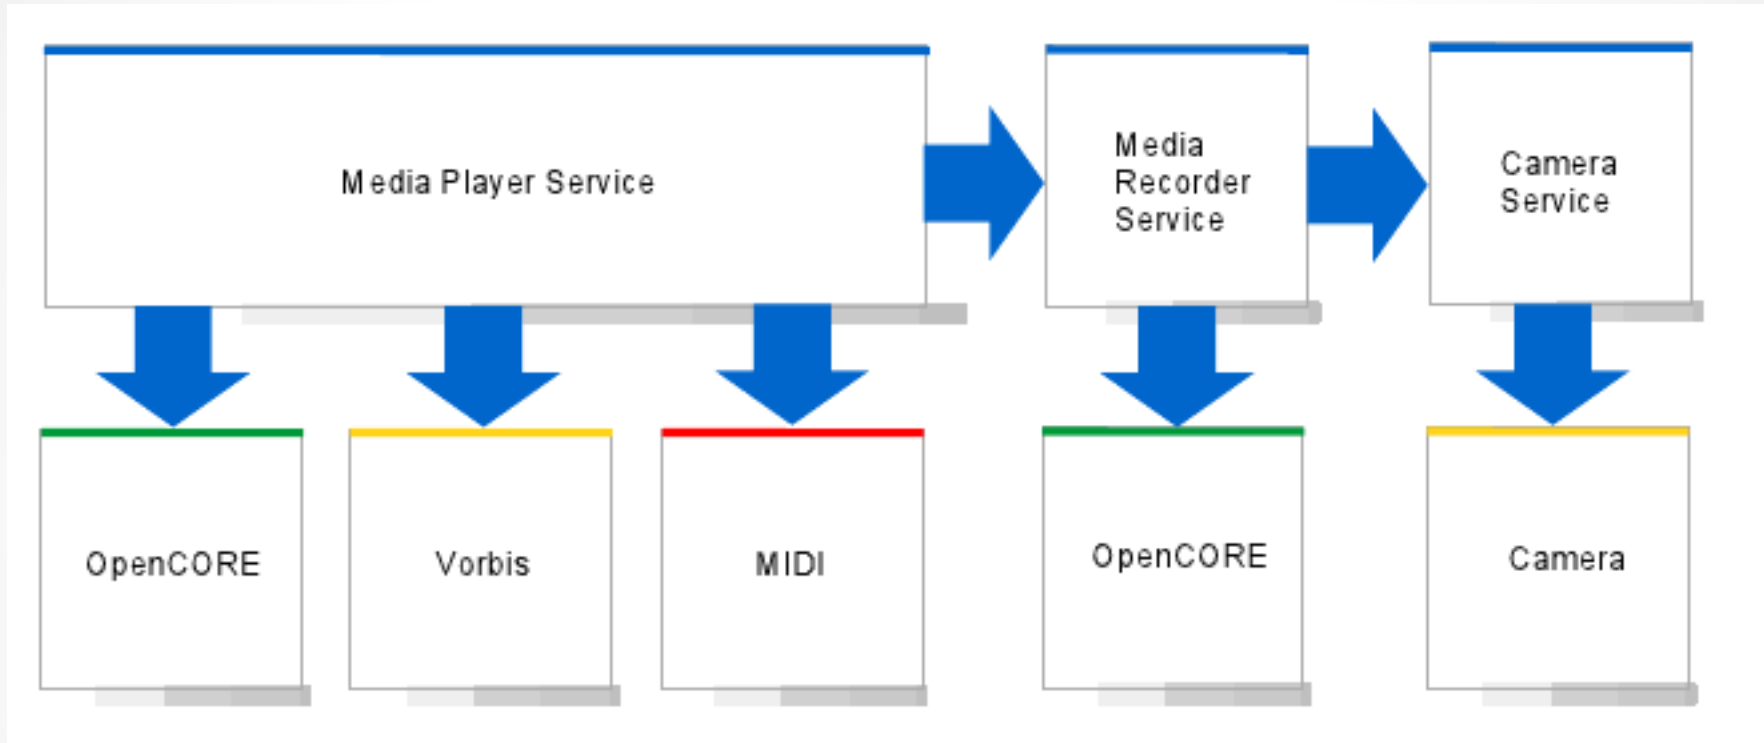 Media Player Service
Media
Recorder
Service
Camera
Service
OpenCORE
Vorbis
MIDI
OpenCORE
Camera